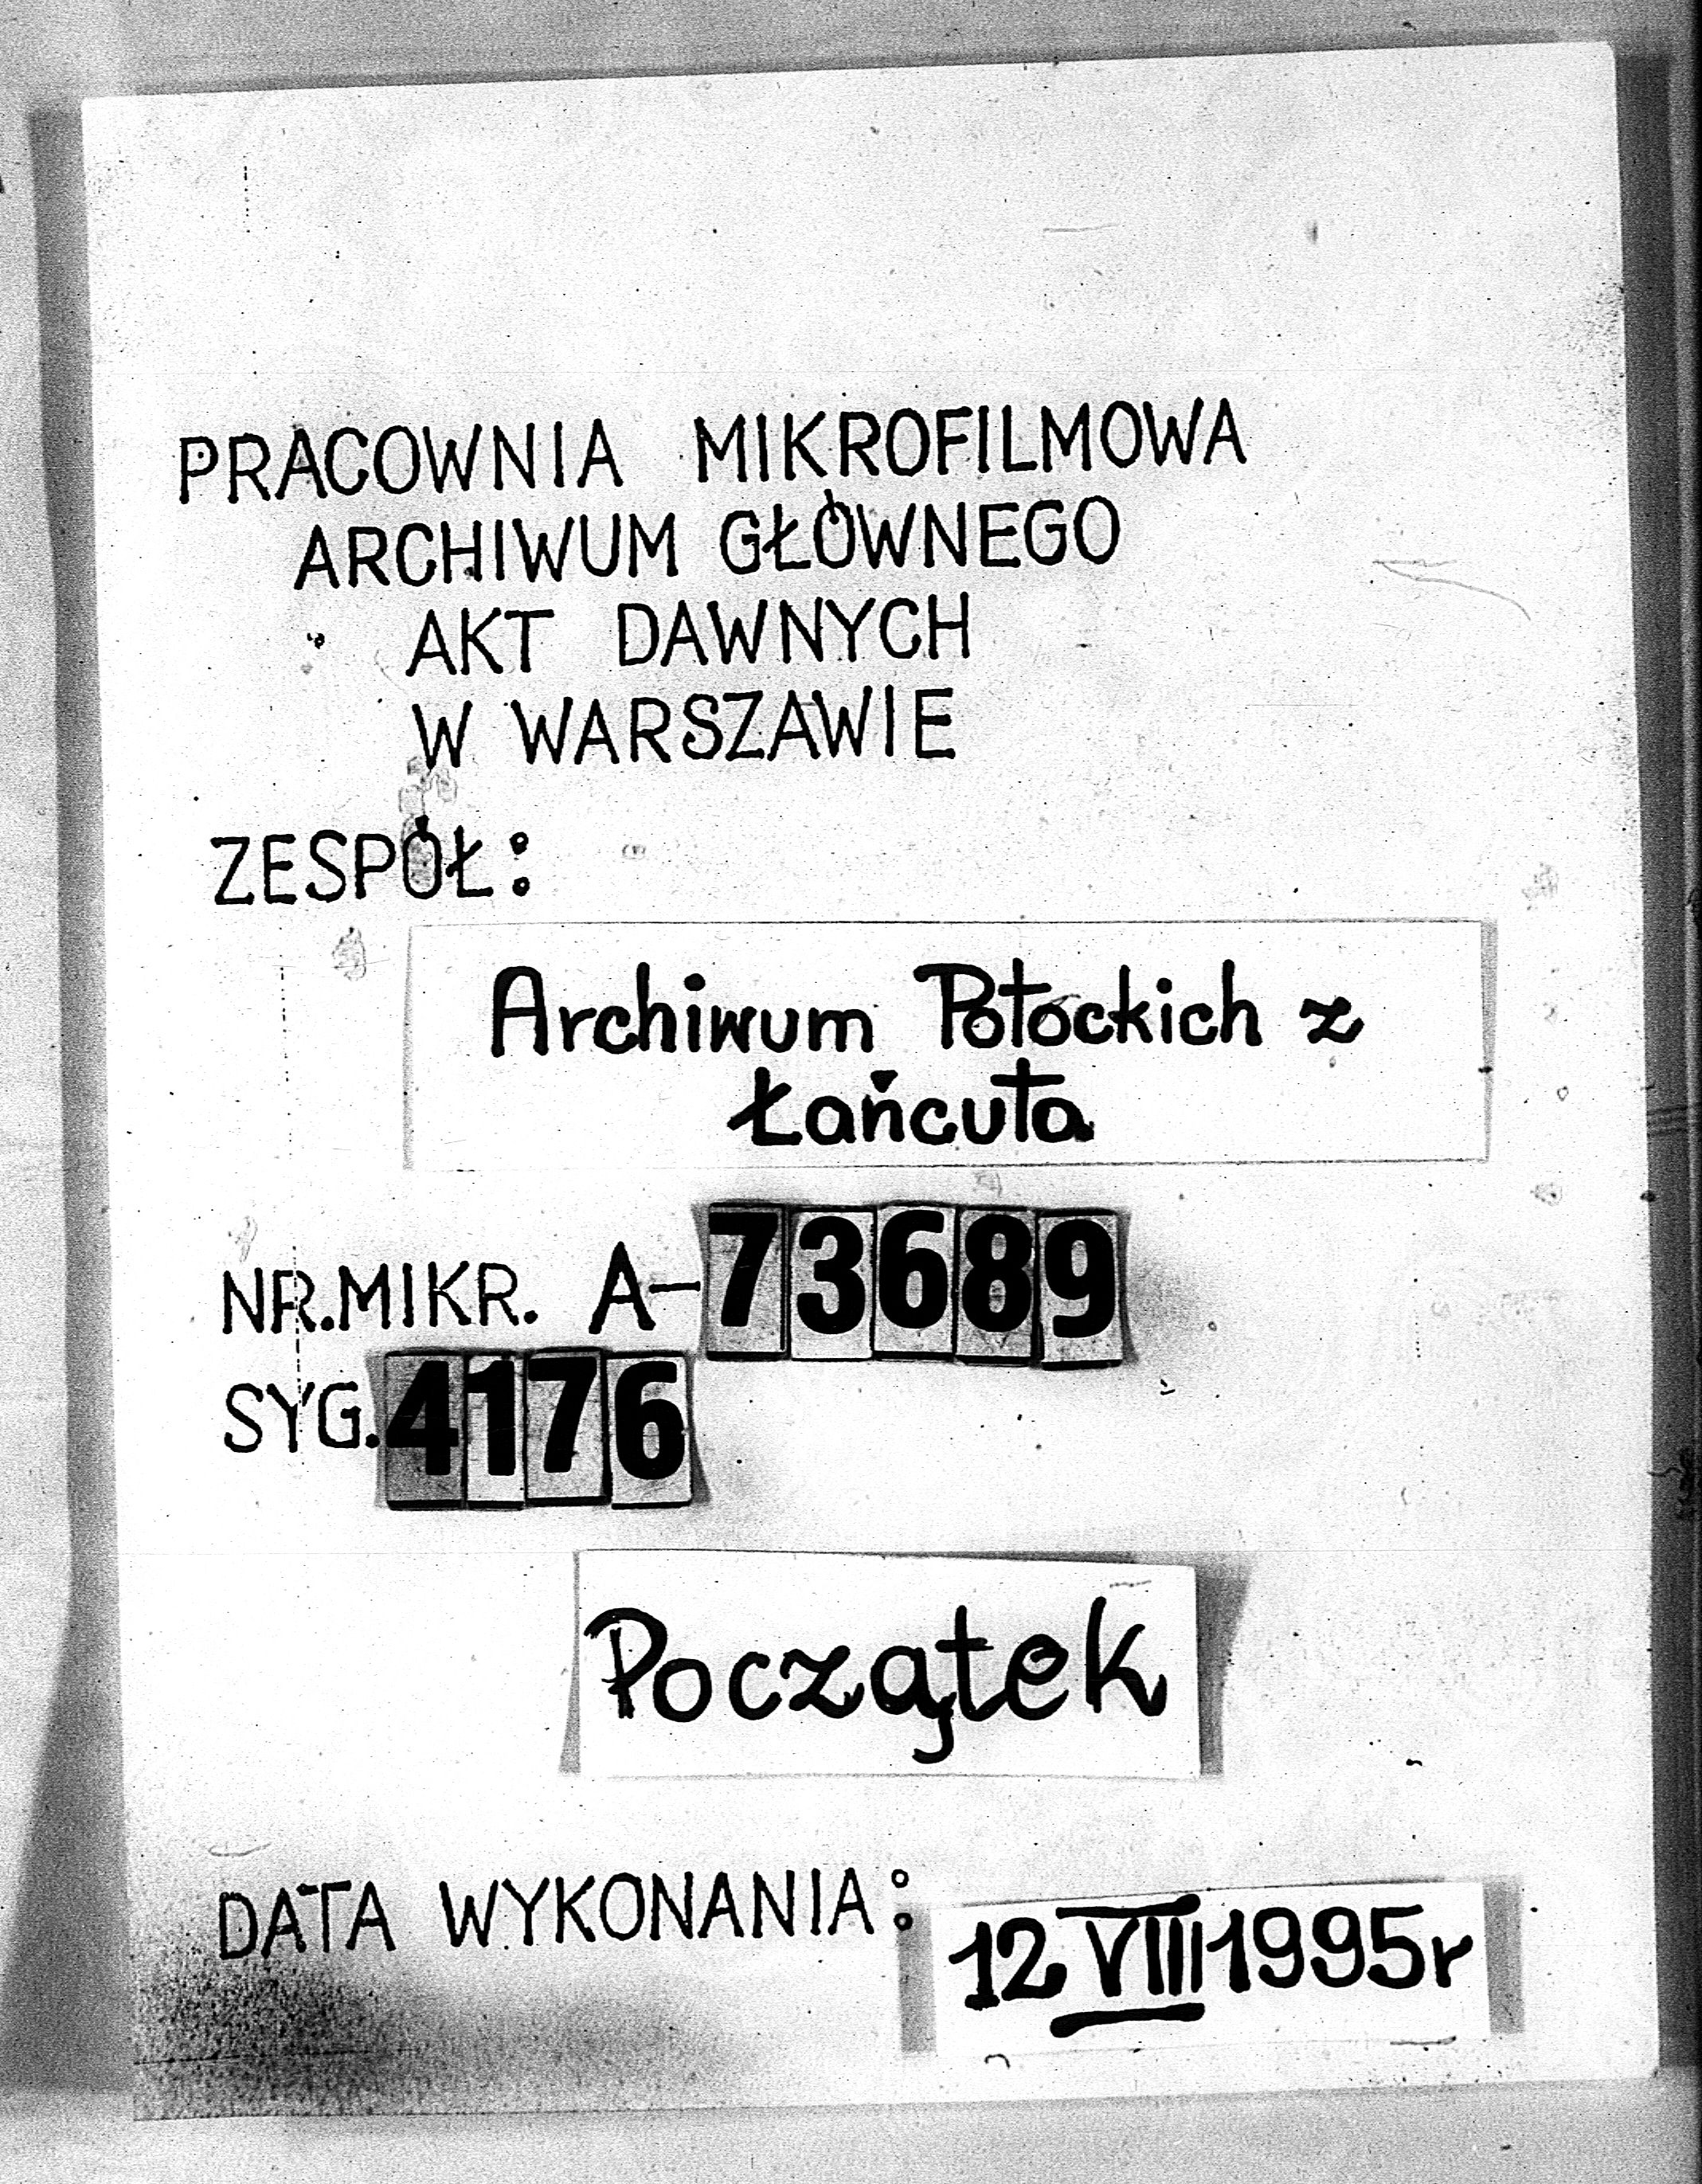 PRACOWNIA MIKROFILMOWA
ARCHIWUM GŁÓWNEGO
AKT DAWNYCH
W WARSZAWIE
ZESPÓŁ:
Archiwum Potockich z
Łańcuta
NR.MIKR. A-73689
SYG. 4176
Początek
DATA WYKONANIA: 12 VIII 1995r